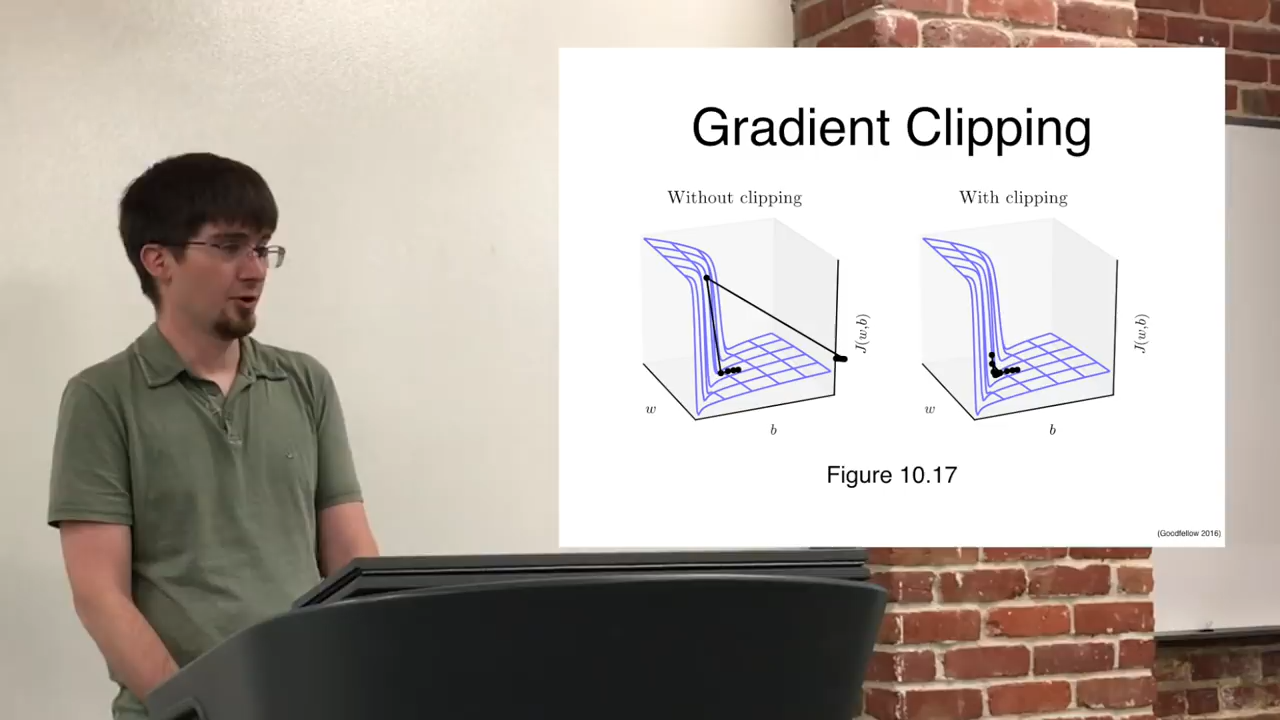 Gradient Clipping
Without clipping
With clipping
J(w,b)
w
b
J(w,b)
w
b
Figure 10.17
(Goodfellow 2016)